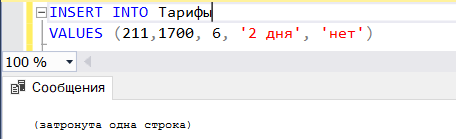 INSERT INTO Тарифы
VALUES (211,1700, 6, '2 дня', 'нет')
100 %
Сообщения
(затронута одна строка)